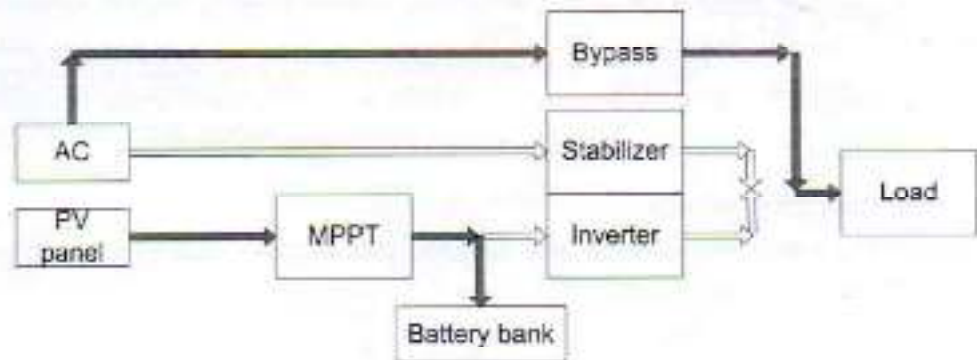 Bypass
AC
Stabilizer
Load
PV
panel
MPPT
Inverter
Battery bank